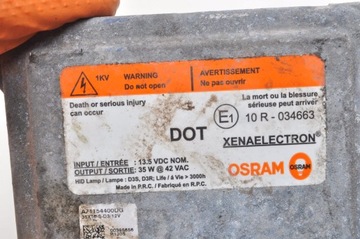 1KV
WARNING
Do not open
AVERTISSEMENT
Ne pas ouvrir
Death or serious injury
can occur
La mort ou la blessure
sérieuse peut arriver
E1 10 R - 034663
DOT
XENAELECTRON™
INPUT / ENTRÉE : 13.5 VDC NOM.
OUTPUT / SORTIE : 35 W @ 42 VAC
HID Lamp / Lampe : D3S, D3R; Life / à Vie > 3000h
Made in P.R.C. / Fabriqué en R.P.C.
OSRAM OSRAM